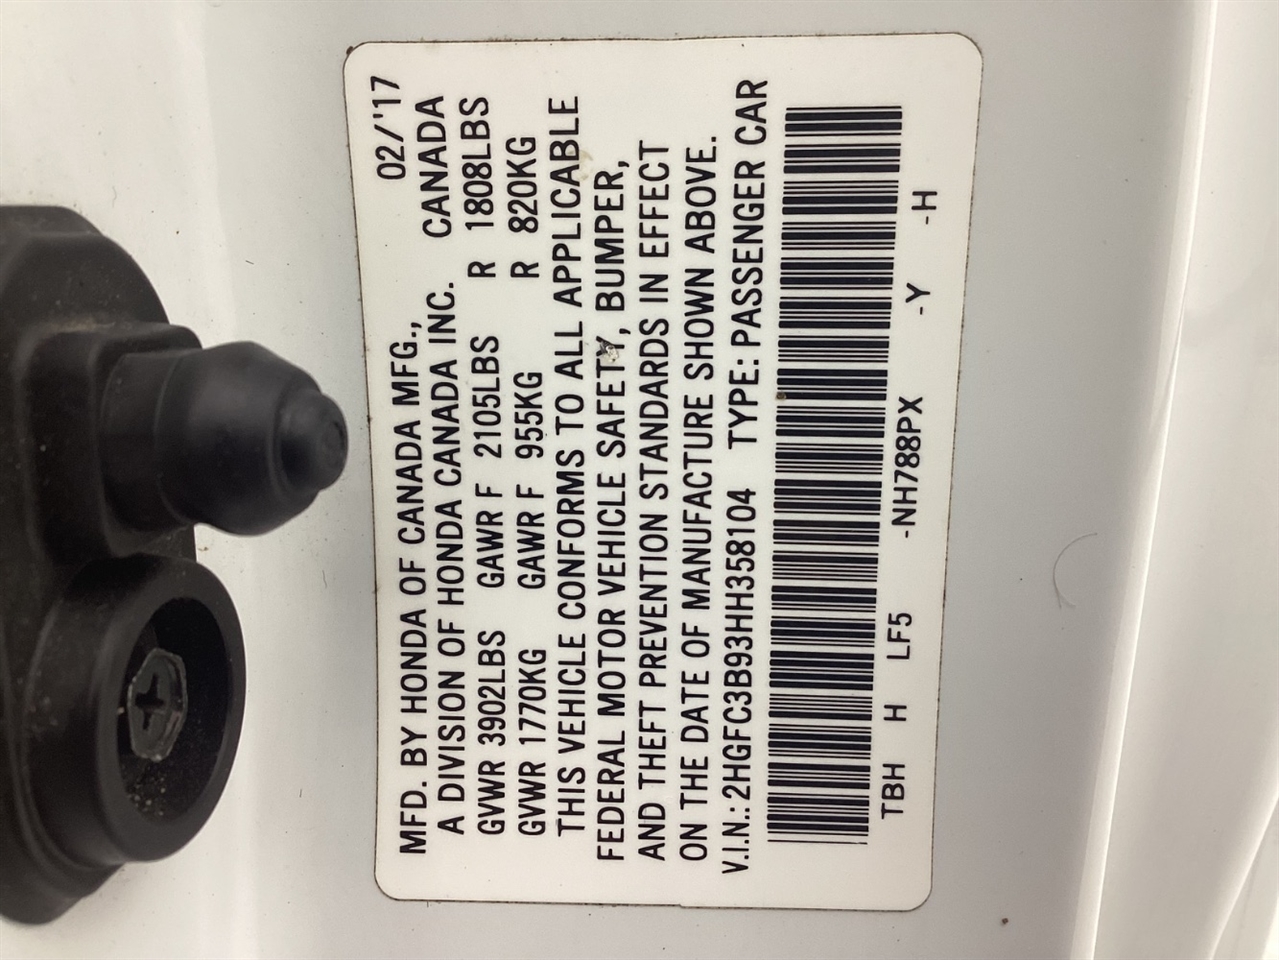 MFD. BY HONDA OF CANADA MFG., 02/'17
A DIVISION OF HONDA CANADA INC. CANADA
GVWR 3902LBS GAWR F 2105LBS R 1808LBS
GVWR 1770KG GAWR F 955KG R 820KG
THIS VEHICLE CONFORMS TO ALL APPLICABLE
FEDERAL MOTOR VEHICLE SAFETY, BUMPER,
AND THEFT PREVENTION STANDARDS IN EFFECT
ON THE DATE OF MANUFACTURE SHOWN ABOVE.
V.I.N.: 2HGFC3B93HH358104 TYPE: PASSENGER CAR
TBH H LF5 -NH788PX -Y -H